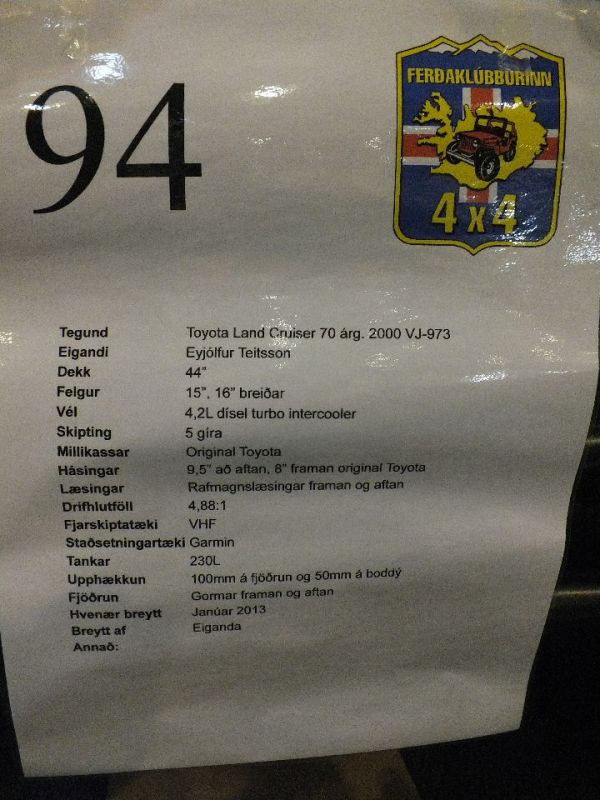 94
FERÐAKLÚBBURINN
4x4
Tegund Toyota Land Cruiser 70 árg. 2000 VJ-973
Eigandi Eyjólfur Teitsson
Dekk 44"
Felgur 15", 16" breiðar
Vél 4,2L dísel turbo intercooler
Skipting 5 gíra
Millikassar Original Toyota
Hásingar 9,5" að aftan, 8" framan original Toyota
Læsingar Rafmagnslæsingar framan og aftan
Drifhlutföll 4,88:1
Fjarskiptatæki VHF
Staðsetningartæki Garmin
Tankar 230L
Upphækkun 100mm á fjöðrun og 50mm á boddý
Fjöðrun Gormar framan og aftan
Hvenær breytt Janúar 2013
Breytt af Eiganda
Annað: